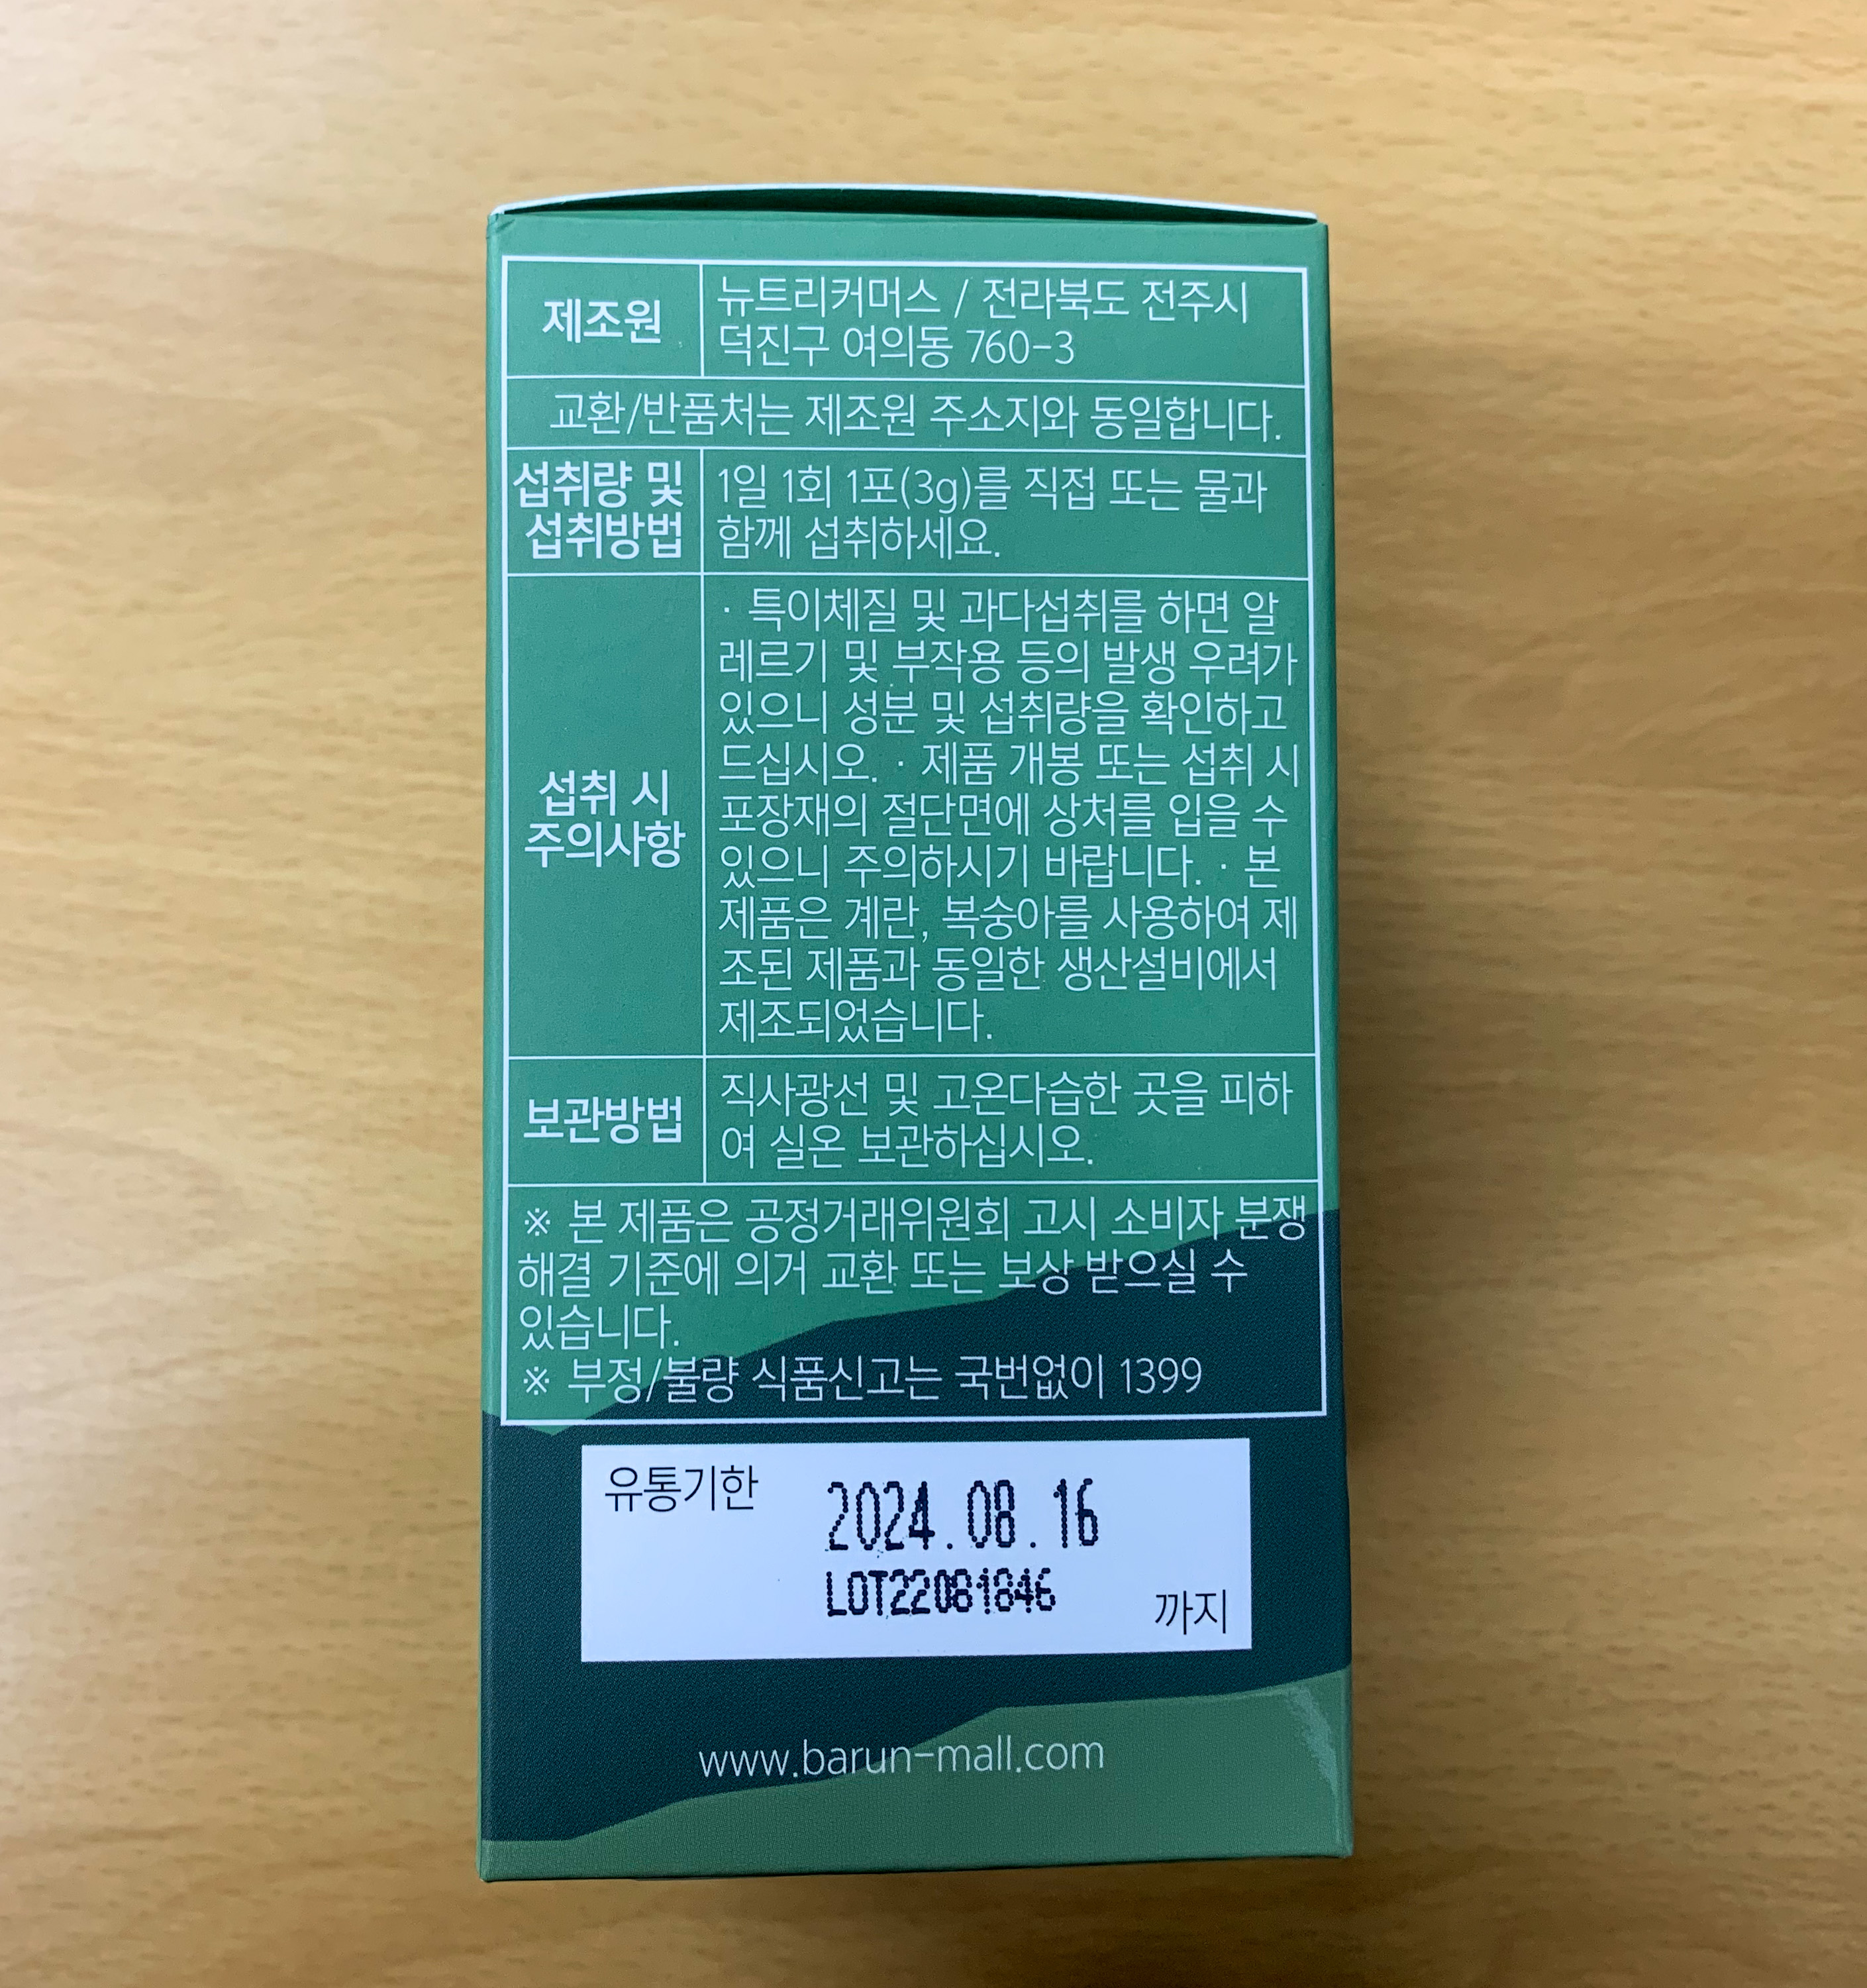 제조원
뉴트리커머스 / 전라북도 전주시
덕진구 여의동 760-3
교환/반품처는 제조원 주소지와 동일합니다.
섭취량 및
섭취방법
1일 1회 1포(3g)를 직접 또는 물과
함께 섭취하세요.
섭취 시
주의사항
· 특이체질 및 과다섭취를 하면 알
레르기 및 부작용 등의 발생 우려가
있으니 성분 및 섭취량을 확인하고
드십시오. · 제품 개봉 또는 섭취 시
포장재의 절단면에 상처를 입을 수
있으니 주의하시기 바랍니다. · 본
제품은 계란, 복숭아를 사용하여 제
조된 제품과 동일한 생산설비에서
제조되었습니다.
보관방법
직사광선 및 고온다습한 곳을 피하
여 실온 보관하십시오.
※ 본 제품은 공정거래위원회 고시 소비자 분쟁
해결 기준에 의거 교환 또는 보상 받으실 수
있습니다.
※ 부정/불량 식품신고는 국번없이 1399
유통기한
2024.08.16
LOT22081846
까지
www.barun-mall.com